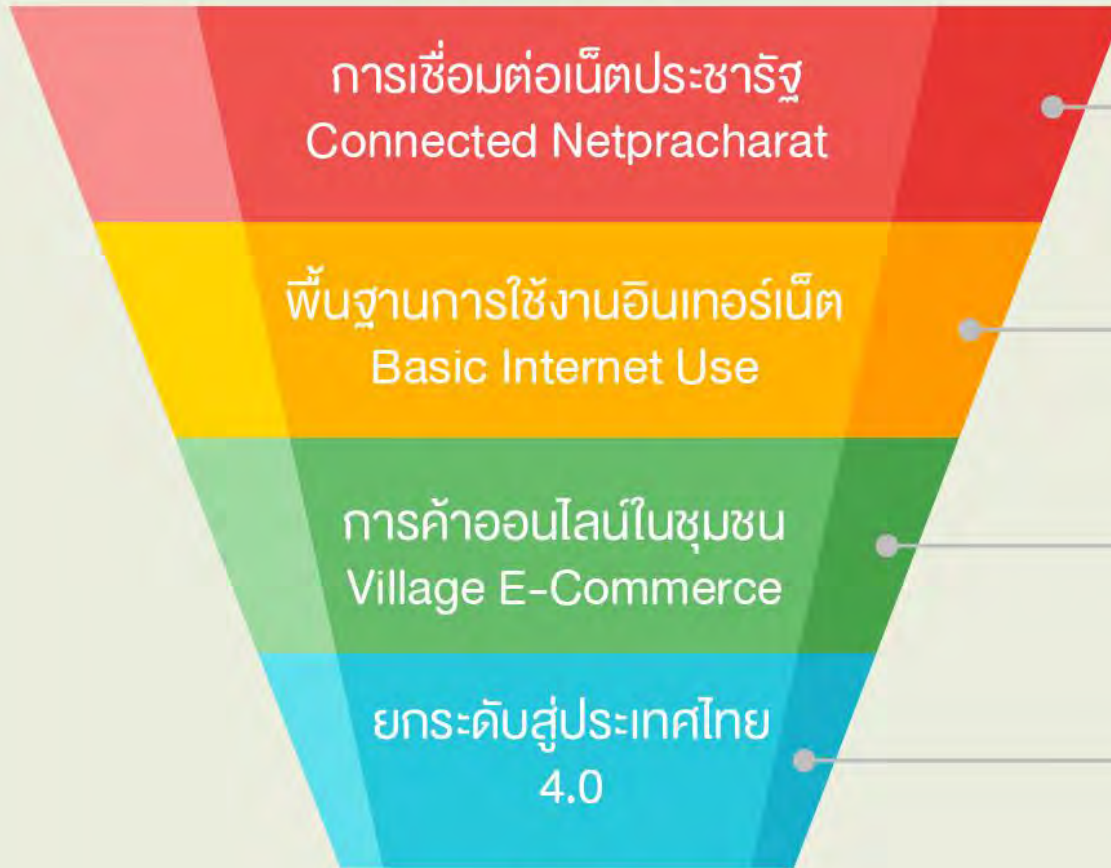 การเชื่อมต่อเน็ตประชารัฐ
Connected Netpracharat
พื้นฐานการใช้งานอินเทอร์เน็ต
Basic Internet Use
การค้าออนไลน์ในชุมชน
Village E-Commerce
ยกระดับสู่ประเทศไทย
4.0